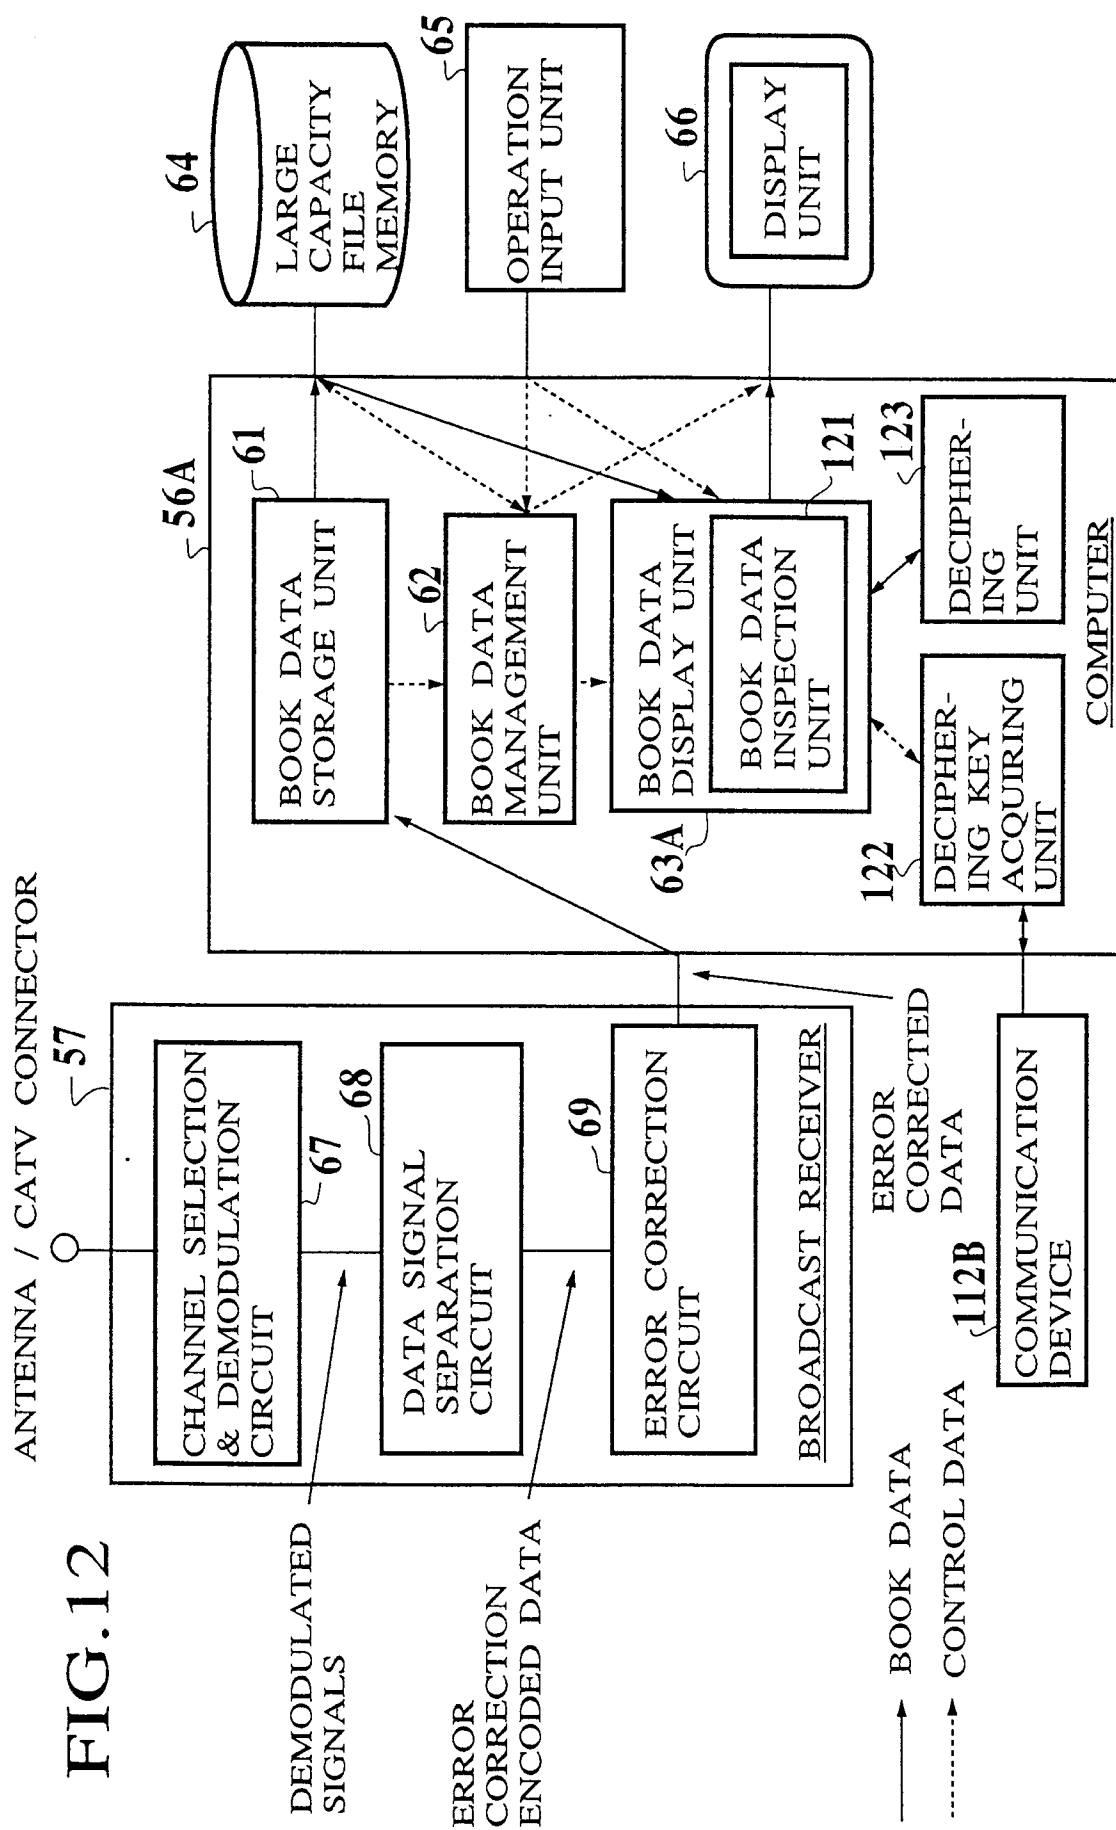 FIG.12
ANTENNA / CATV CONNECTOR
57
CHANNEL SELECTION
& DEMODULATION
CIRCUIT
67
DEMODULATED
SIGNALS
DATA SIGNAL
SEPARATION
CIRCUIT
68
ERROR
CORRECTION
ENCODED DATA
ERROR CORRECTION
CIRCUIT
69
BROADCAST RECEIVER
ERROR
CORRECTED
DATA
COMMUNICATION
DEVICE
112B
56A
BOOK DATA
STORAGE UNIT
61
BOOK DATA
MANAGEMENT
UNIT
62
BOOK DATA
DISPLAY UNIT
63A
BOOK DATA
INSPECTION
UNIT
121
DECIPHER-
ING KEY
ACQUIRING
UNIT
122
DECIPHER-
ING
UNIT
123
COMPUTER
64
LARGE
CAPACITY
FILE
MEMORY
65
OPERATION
INPUT UNIT
66
DISPLAY
UNIT
BOOK DATA
CONTROL DATA